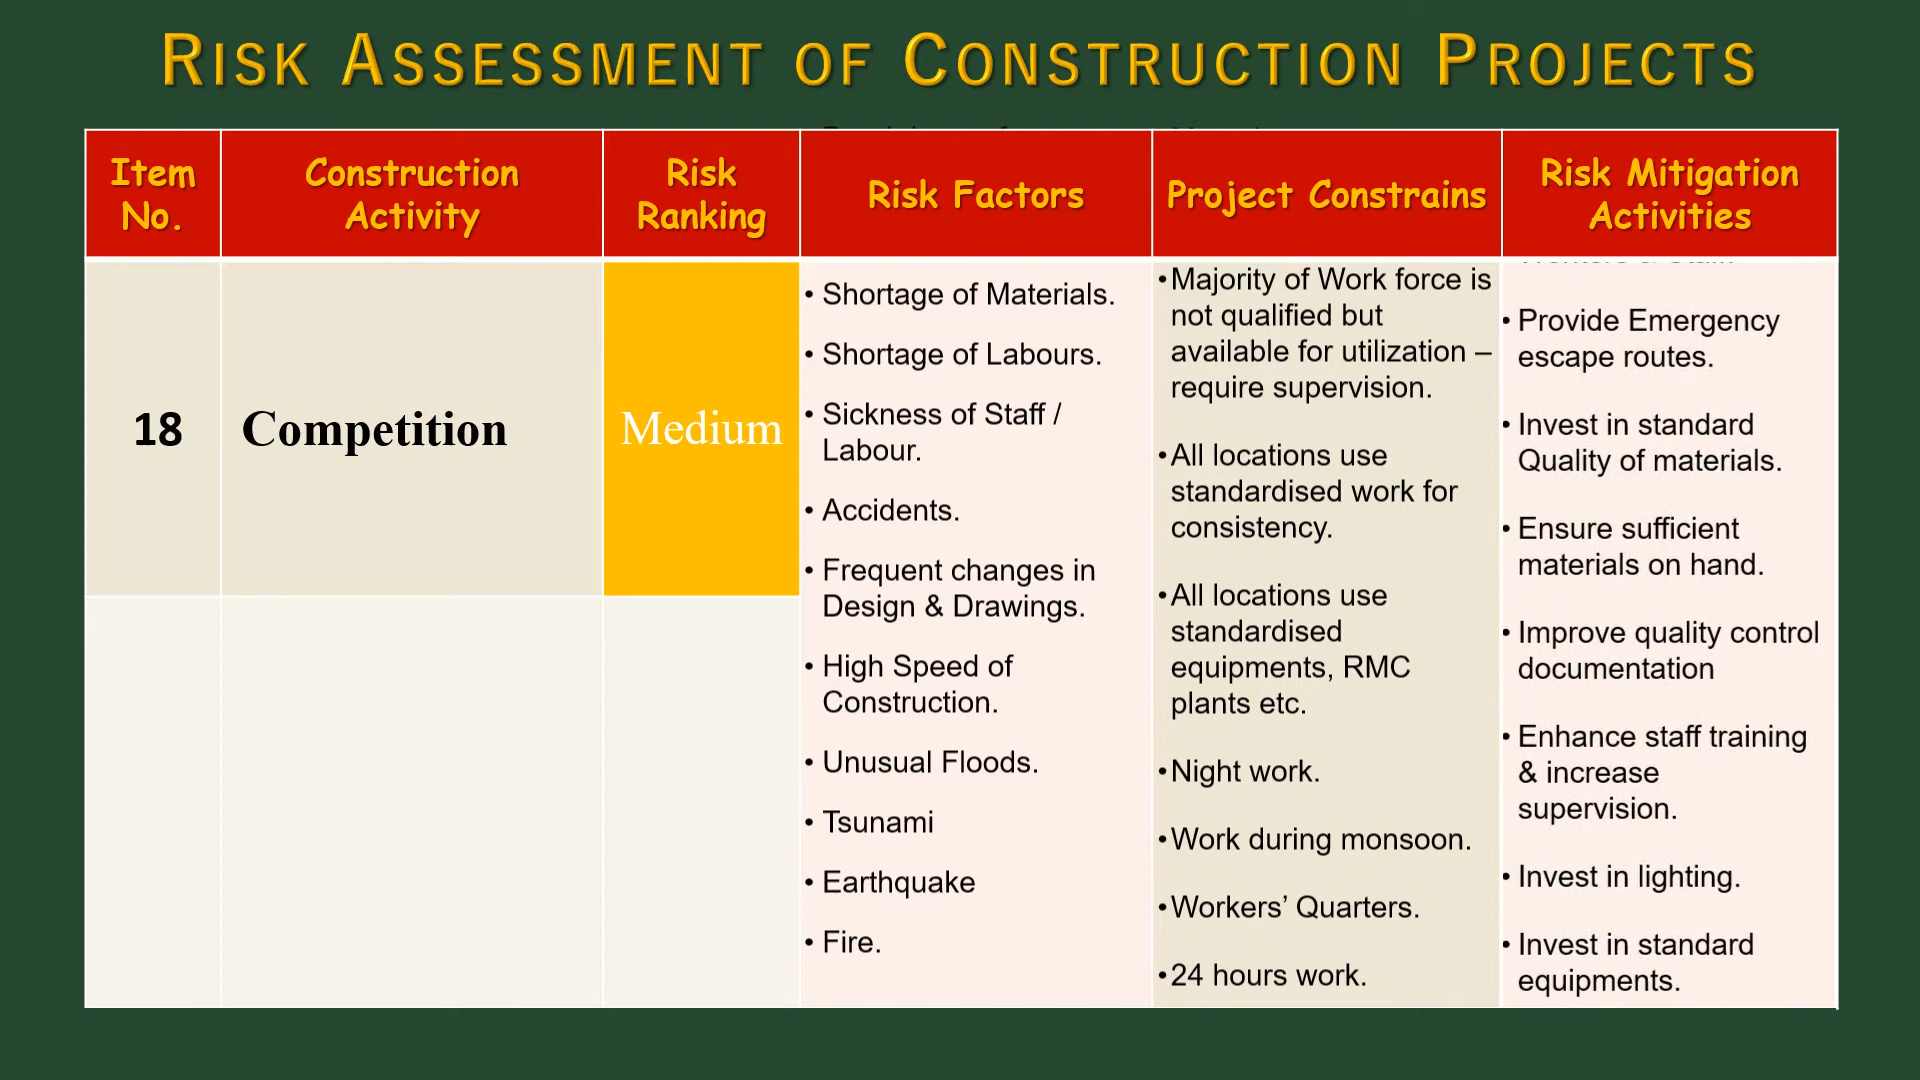 RISK ASSESSMENT OF CONSTRUCTION PROJECTS
Item
No.
Construction
Activity
Risk
Ranking
Risk Factors
Project Constrains
Risk Mitigation
Activities
18
Competition
Medium
• Shortage of Materials.
• Shortage of Labours.
• Sickness of Staff /
Labour.
• Accidents.
• Frequent changes in
Design & Drawings.
• High Speed of
Construction.
• Unusual Floods.
• Tsunami
• Earthquake
• Fire.
•Majority of Work force is
not qualified but
available for utilization –
require supervision.
•All locations use
standardised work for
consistency.
•All locations use
standardised
equipments, RMC
plants etc.
•Night work.
•Work during monsoon.
•Workers’ Quarters.
•24 hours work.
• Provide Emergency
escape routes.
• Invest in standard
Quality of materials.
• Ensure sufficient
materials on hand.
• Improve quality control
documentation
• Enhance staff training
& increase
supervision.
• Invest in lighting.
• Invest in standard
equipments.